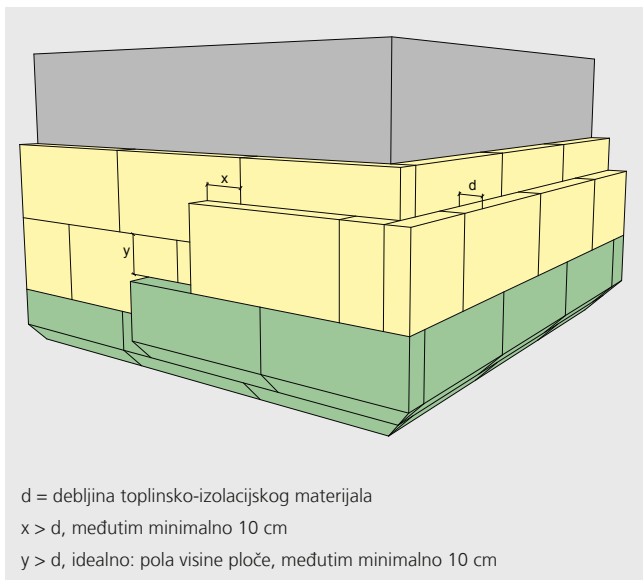 x
d
y
d = debljina toplinsko-izolacijskog materijala
x > d, međutim minimalno 10 cm
y > d, idealno: pola visine ploče, međutim minimalno 10 cm